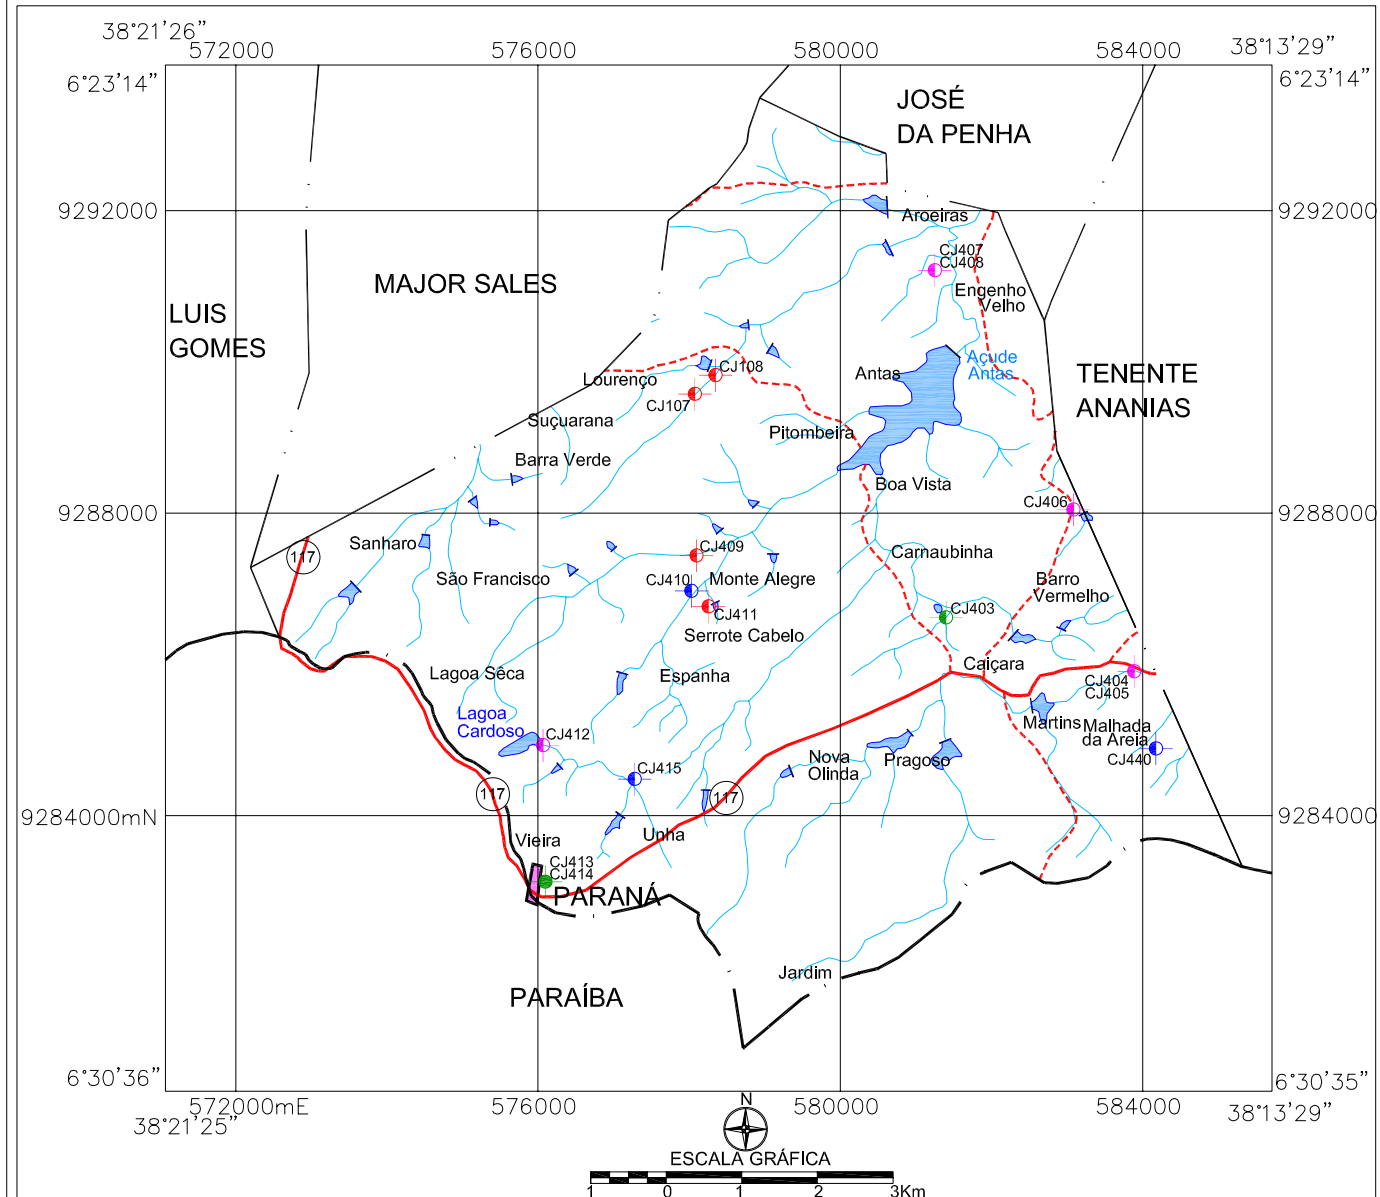 38°21'26”
572000
576000
580000
584000
38°13'29”
6°23'14”
6°23'14”
JOSÉ
DA PENHA
9292000
9292000
Aroeiras
CJ407
CJ408
MAJOR SALES
Engenho
Velho
LUIS
GOMES
Açude
Antas
CJ108
Lourenço
Antas
TENENTE
ANANIAS
CJ107
Suçuarana
Pitombeira
Barra Verde
Boa Vista
CJ406
9288000
9288000
Sanharo
117
CJ409
Carnaubinha
São Francisco
CJ410
Monte Alegre
Barro
Vermelho
CJ411
CJ403
Serrote Cabelo
Lagoa Sêca
Espanha
Caiçara
CJ404
CJ405
Lagoa
Cardoso
CJ412
Martins
Malhada
da Areia
CJ440
Nova
Olinda
Pragoso
CJ415
117
117
9284000mN
9284000
Vieira
Unha
CJ413
CJ414
PARANÁ
Jardim
PARAÍBA
6°30'36”
6°30'35”
572000mE
576000
580000
584000
38°21'25”
38°13'29”
N
ESCALA GRÁFICA
1 0 1 2 3Km